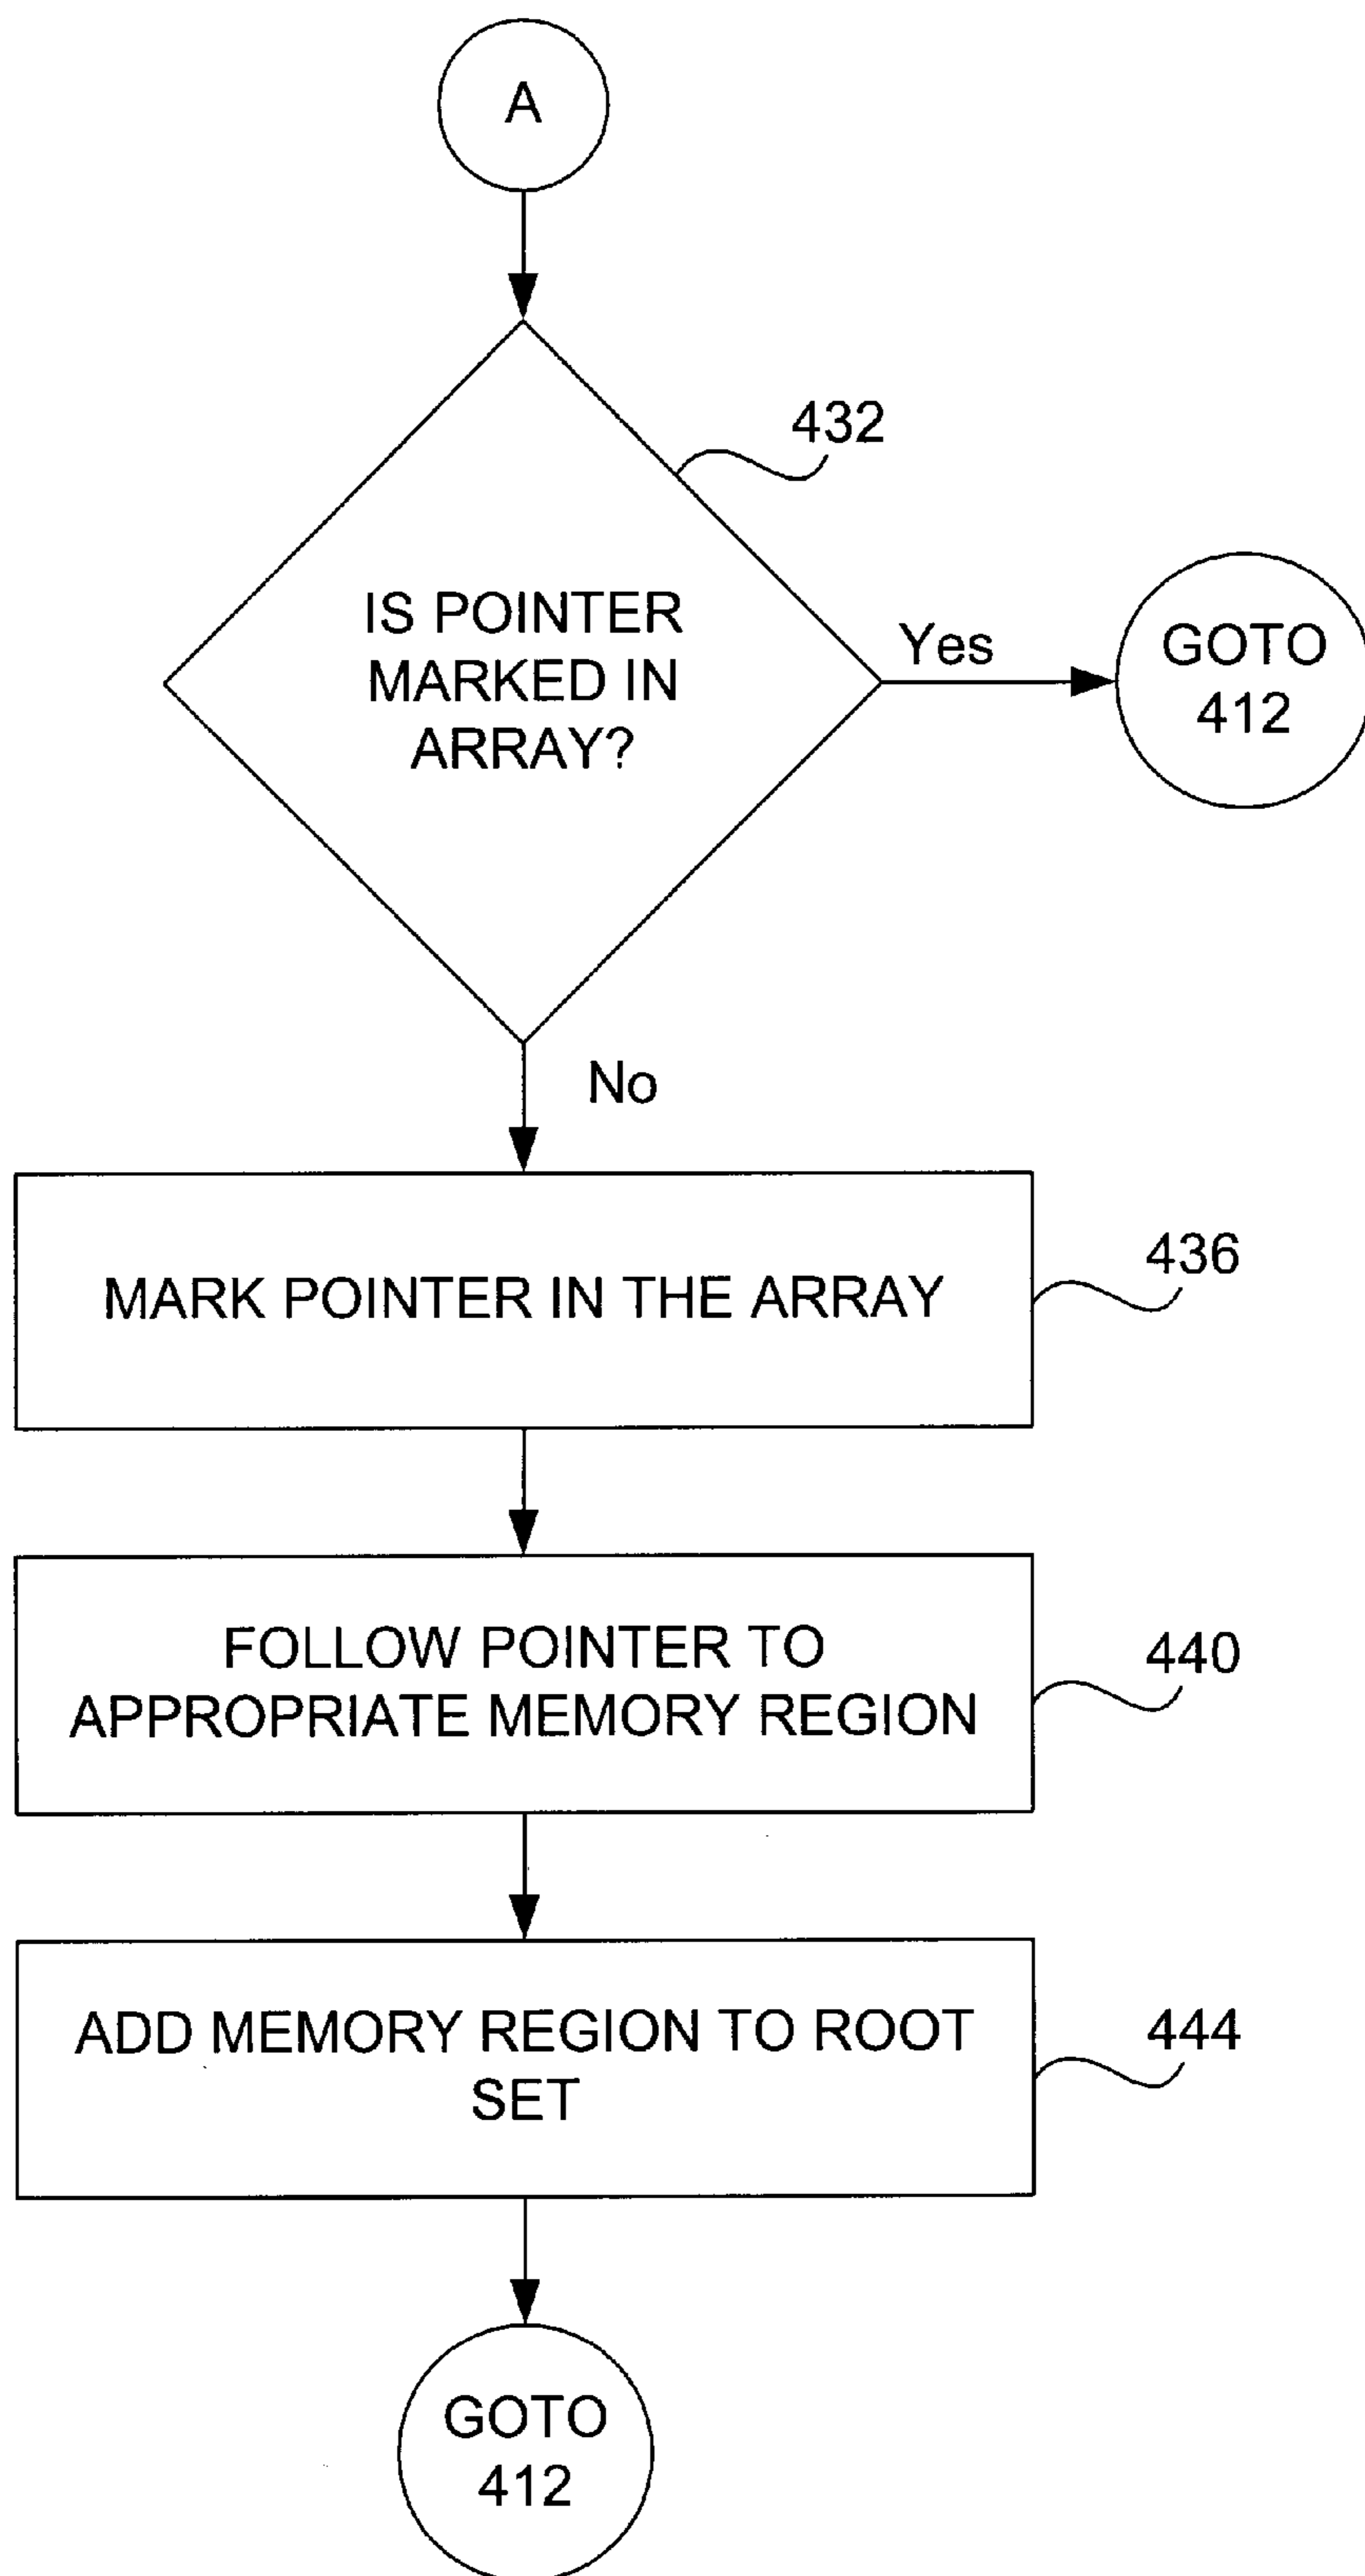 A
432
IS POINTER
MARKED IN
ARRAY?
Yes
GOTO
412
No
MARK POINTER IN THE ARRAY
436
FOLLOW POINTER TO
APPROPRIATE MEMORY REGION
440
ADD MEMORY REGION TO ROOT
SET
444
GOTO
412